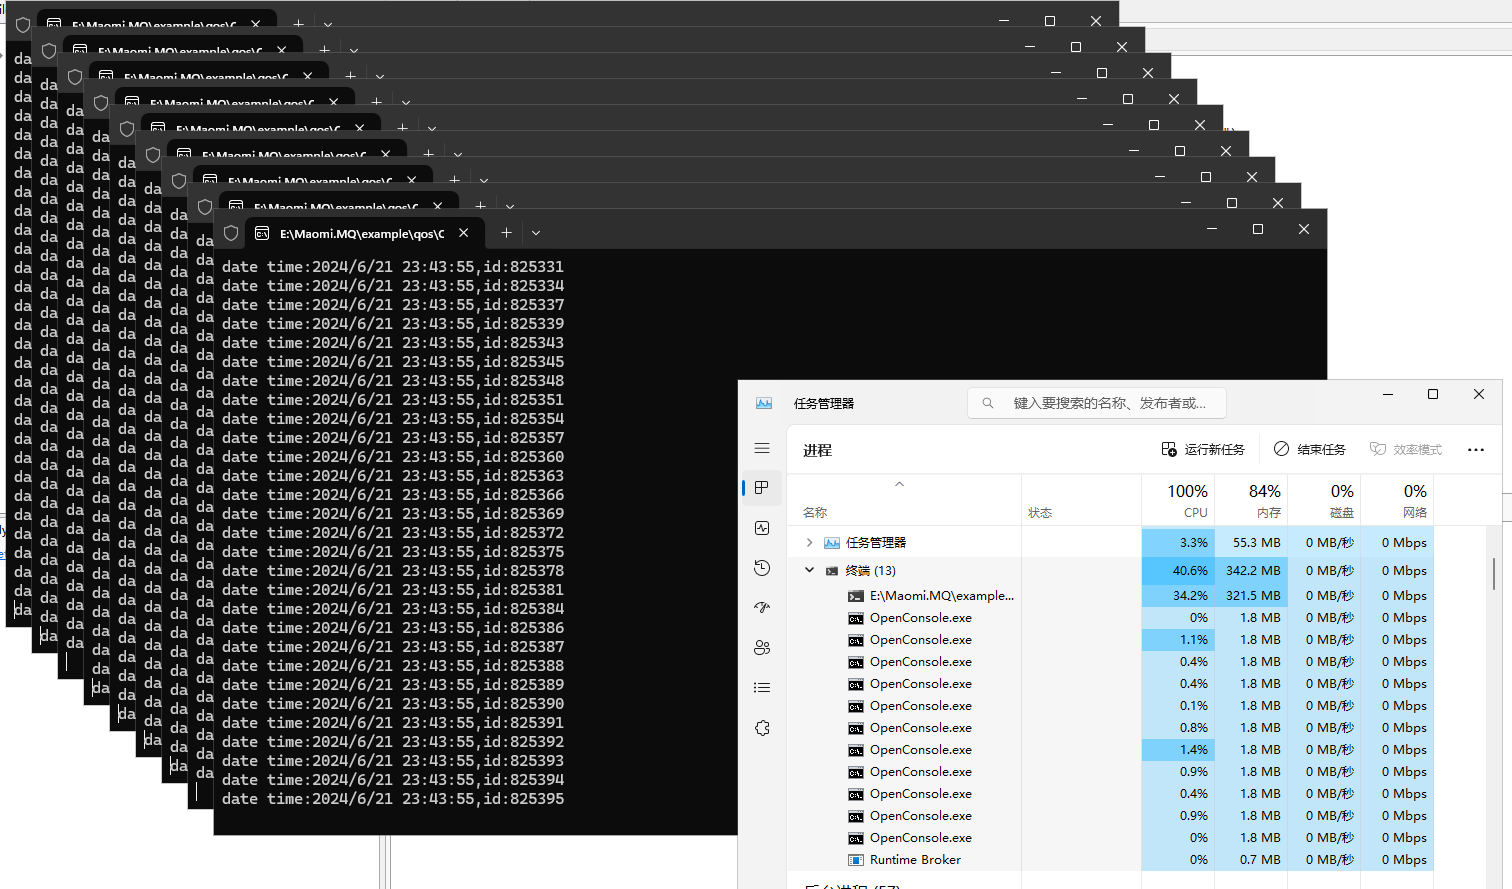 E:\Maomi.MQ\example\qos\C
E:\Maomi.MQ\example\qos\C
E:\Maomi.MQ\example\qos\C
E:\Maomi.MQ\example\qos\C
E:\Maomi.MQ\example\qos\C
E:\Maomi.MQ\example\qos\C
E:\Maomi.MQ\example\qos\C
E:\Maomi.MQ\example\qos\C
E:\Maomi.MQ\example\qos\C
date time:2024/6/21 23:43:55,id:825331
date time:2024/6/21 23:43:55,id:825334
date time:2024/6/21 23:43:55,id:825337
date time:2024/6/21 23:43:55,id:825339
date time:2024/6/21 23:43:55,id:825343
date time:2024/6/21 23:43:55,id:825345
date time:2024/6/21 23:43:55,id:825348
date time:2024/6/21 23:43:55,id:825351
date time:2024/6/21 23:43:55,id:825354
date time:2024/6/21 23:43:55,id:825357
date time:2024/6/21 23:43:55,id:825360
date time:2024/6/21 23:43:55,id:825363
date time:2024/6/21 23:43:55,id:825366
date time:2024/6/21 23:43:55,id:825369
date time:2024/6/21 23:43:55,id:825372
date time:2024/6/21 23:43:55,id:825375
date time:2024/6/21 23:43:55,id:825378
date time:2024/6/21 23:43:55,id:825381
date time:2024/6/21 23:43:55,id:825384
date time:2024/6/21 23:43:55,id:825386
date time:2024/6/21 23:43:55,id:825387
date time:2024/6/21 23:43:55,id:825388
date time:2024/6/21 23:43:55,id:825389
date time:2024/6/21 23:43:55,id:825390
date time:2024/6/21 23:43:55,id:825391
date time:2024/6/21 23:43:55,id:825392
date time:2024/6/21 23:43:55,id:825393
date time:2024/6/21 23:43:55,id:825394
date time:2024/6/21 23:43:55,id:825395
任务管理器 键入要搜索的名称、发布者或...
进程 运行新任务 结束任务 效率模式
100% 84% 0% 0%
名称 状态 CPU 内存 磁盘 网络
任务管理器 3.3% 55.3 MB 0 MB/秒 0 Mbps
终端 (13) 40.6% 342.2 MB 0 MB/秒 0 Mbps
E:\Maomi.MQ\example... 34.2% 321.5 MB 0 MB/秒 0 Mbps
OpenConsole.exe 0% 1.8 MB 0 MB/秒 0 Mbps
OpenConsole.exe 1.1% 1.8 MB 0 MB/秒 0 Mbps
OpenConsole.exe 0.4% 1.8 MB 0 MB/秒 0 Mbps
OpenConsole.exe 0.4% 1.8 MB 0 MB/秒 0 Mbps
OpenConsole.exe 0.1% 1.8 MB 0 MB/秒 0 Mbps
OpenConsole.exe 0.8% 1.8 MB 0 MB/秒 0 Mbps
OpenConsole.exe 1.4% 1.8 MB 0 MB/秒 0 Mbps
OpenConsole.exe 0.9% 1.8 MB 0 MB/秒 0 Mbps
OpenConsole.exe 0.4% 1.8 MB 0 MB/秒 0 Mbps
OpenConsole.exe 0.9% 1.8 MB 0 MB/秒 0 Mbps
OpenConsole.exe 0% 1.8 MB 0 MB/秒 0 Mbps
Runtime Broker 0% 0.7 MB 0 MB/秒 0 Mbps